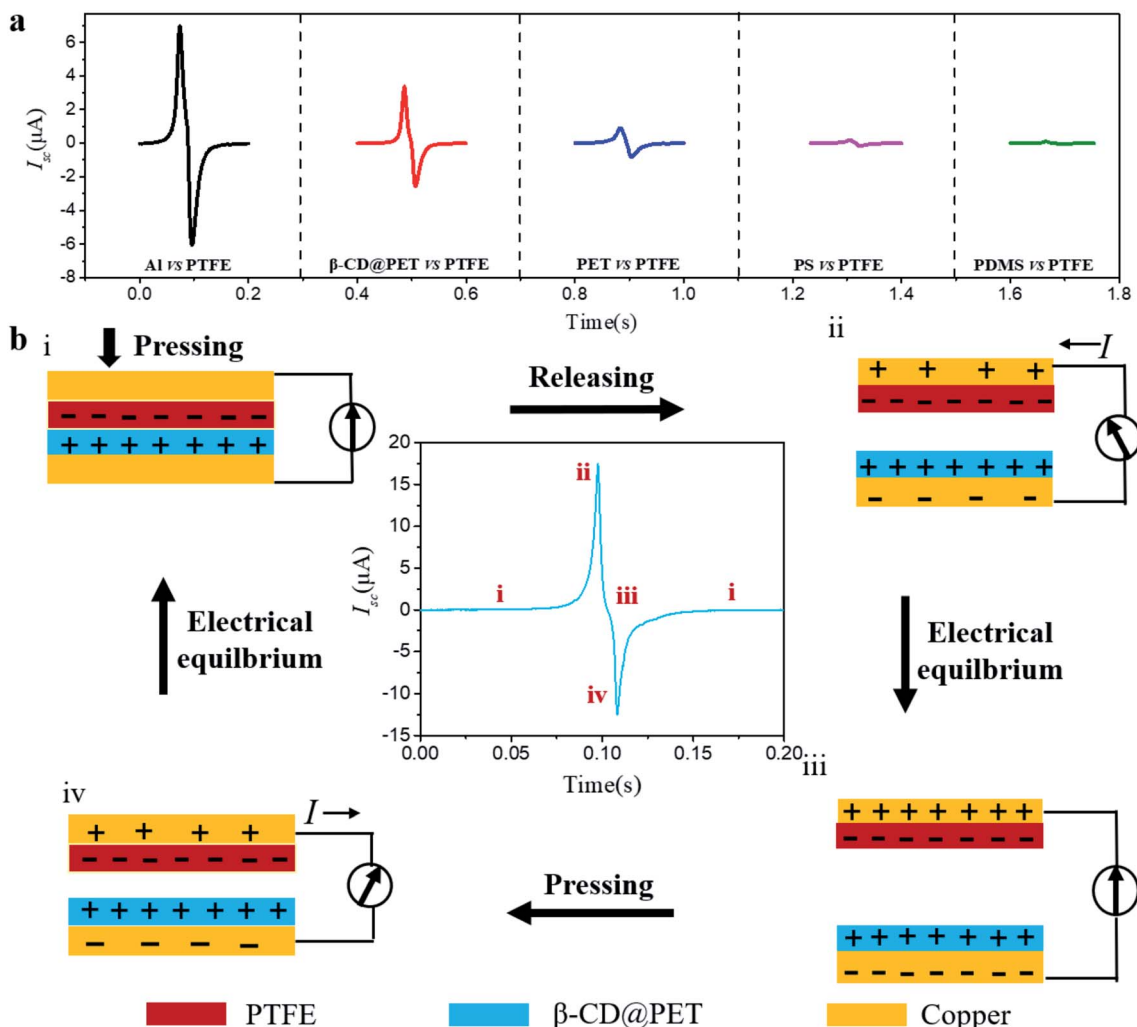 a
6
4
2
0
-2
-4
-6
-8
I_sc(μA)
Al vs PTFE
β-CD@PET vs PTFE
PET vs PTFE
PS vs PTFE
PDMS vs PTFE
0.0 0.2 0.4 0.6 0.8 1.0 1.2 1.4 1.6 1.8
Time(s)
b
i
Pressing
- - - - - - -
+ + + + + + +
Releasing
ii
I
+ + + +
- - - - - - -
+ + + + + + +
- - - -
20
15
10
5
0
-5
-10
-15
I_sc(μA)
i
ii
iii
iv
i
0.00 0.05 0.10 0.15 0.20
Time(s)
Electrical
equilbrium
Electrical
equilbrium
iii
+ + + + + + +
- - - - - - -
+ + + + + + +
- - - - - - -
iv
I
+ + + +
- - - - - - -
+ + + + + + +
- - - -
Pressing
PTFE
β-CD@PET
Copper